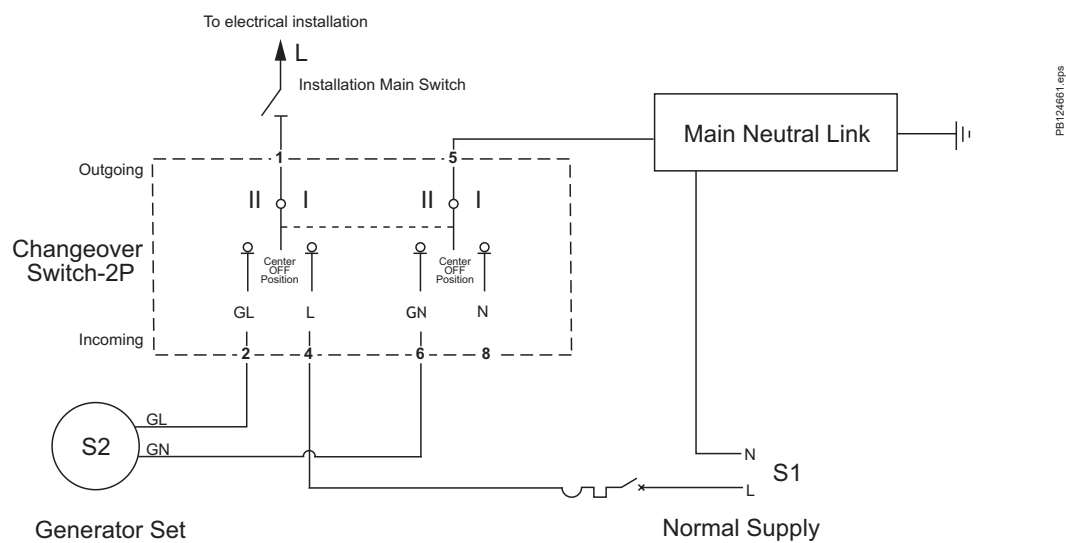 To electrical installation
L
Installation Main Switch
PB124661.eps
Main Neutral Link
1
5
Outgoing
II
I
II
I
Changeover
Switch-2P
Center
OFF
Position
Center
OFF
Position
GL
L
GN
N
Incoming
2
4
6
8
GL
S2
GN
N
S1
L
Generator Set
Normal Supply